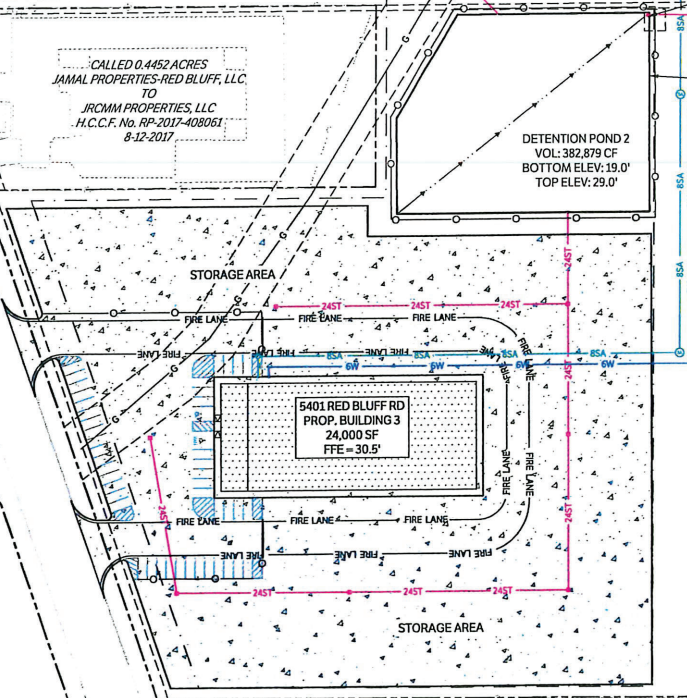 CALLED 0.4452 ACRES
JAMAL PROPERTIES-RED BLUFF, LLC
TO
JRCMM PROPERTIES, LLC
H.C.C.F. No. RP-2017-408061
8-12-2017
G
8SA
8SA
8SA
DETENTION POND 2
VOL: 382,879 CF
BOTTOM ELEV: 19.0'
TOP ELEV: 29.0'
24ST
G
STORAGE AREA
G
24ST
24ST
24ST
FIRE LANE
FIRE LANE
FIRE LANE
FIRE LANE
FIRE LANE
FIRE LANE
8SA
FIRE LANE
8SA
8SA
8SA
6W
6W
6W
6W
24ST
G
G
5401 RED BLUFF RD
PROP. BUILDING 3
24,000 SF
FFE = 30.5'
FIRE LANE
FIRE LANE
24ST
24ST
FIRE LANE
FIRE LANE
FIRE LANE
FIRE LANE
FIRE LANE
FIRE LANE
24ST
24ST
24ST
STORAGE AREA